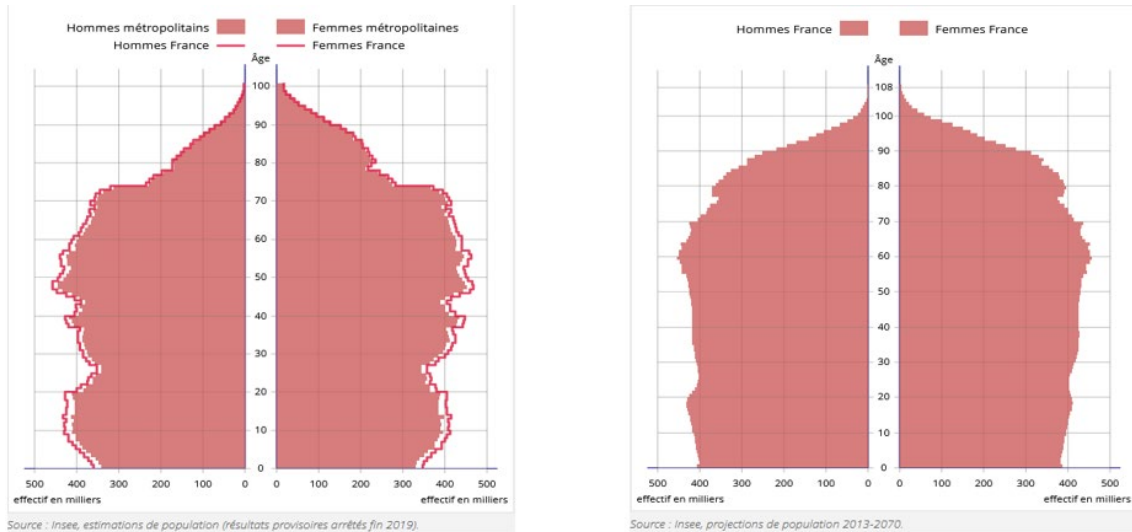 Hommes métropolitains Femmes métropolitaines
Hommes France Femmes France
Âge
100
90
80
70
60
50
40
30
20
10
500 400 300 200 100 0 0 0 100 200 300 400 500
effectif en milliers effectif en milliers
Source : Insee, estimations de population (résultats provisoires arrêtés fin 2019).
Hommes France Femmes France
Âge
108
100
90
80
70
60
50
40
30
20
10
500 400 300 200 100 0 0 0 100 200 300 400 500
effectif en milliers effectif en milliers
Source : Insee, projections de population 2013-2070.